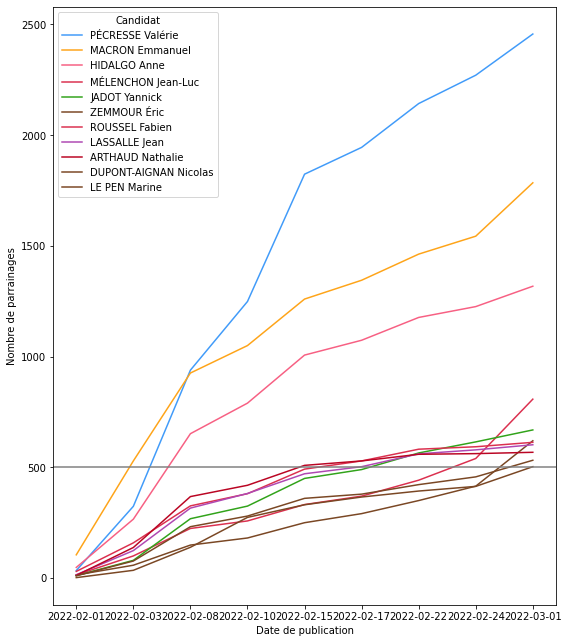 Candidat
PÉCRESSE Valérie
MACRON Emmanuel
HIDALGO Anne
MÉLENCHON Jean-Luc
JADOT Yannick
ZEMMOUR Éric
ROUSSEL Fabien
LASSALLE Jean
ARTHAUD Nathalie
DUPONT-AIGNAN Nicolas
LE PEN Marine
Nombre de parrainages
2500
2000
1500
1000
500
0
2022-02-01 2022-02-03 2022-02-08 2022-02-10 2022-02-15 2022-02-17 2022-02-22 2022-02-24 2022-03-01
Date de publication